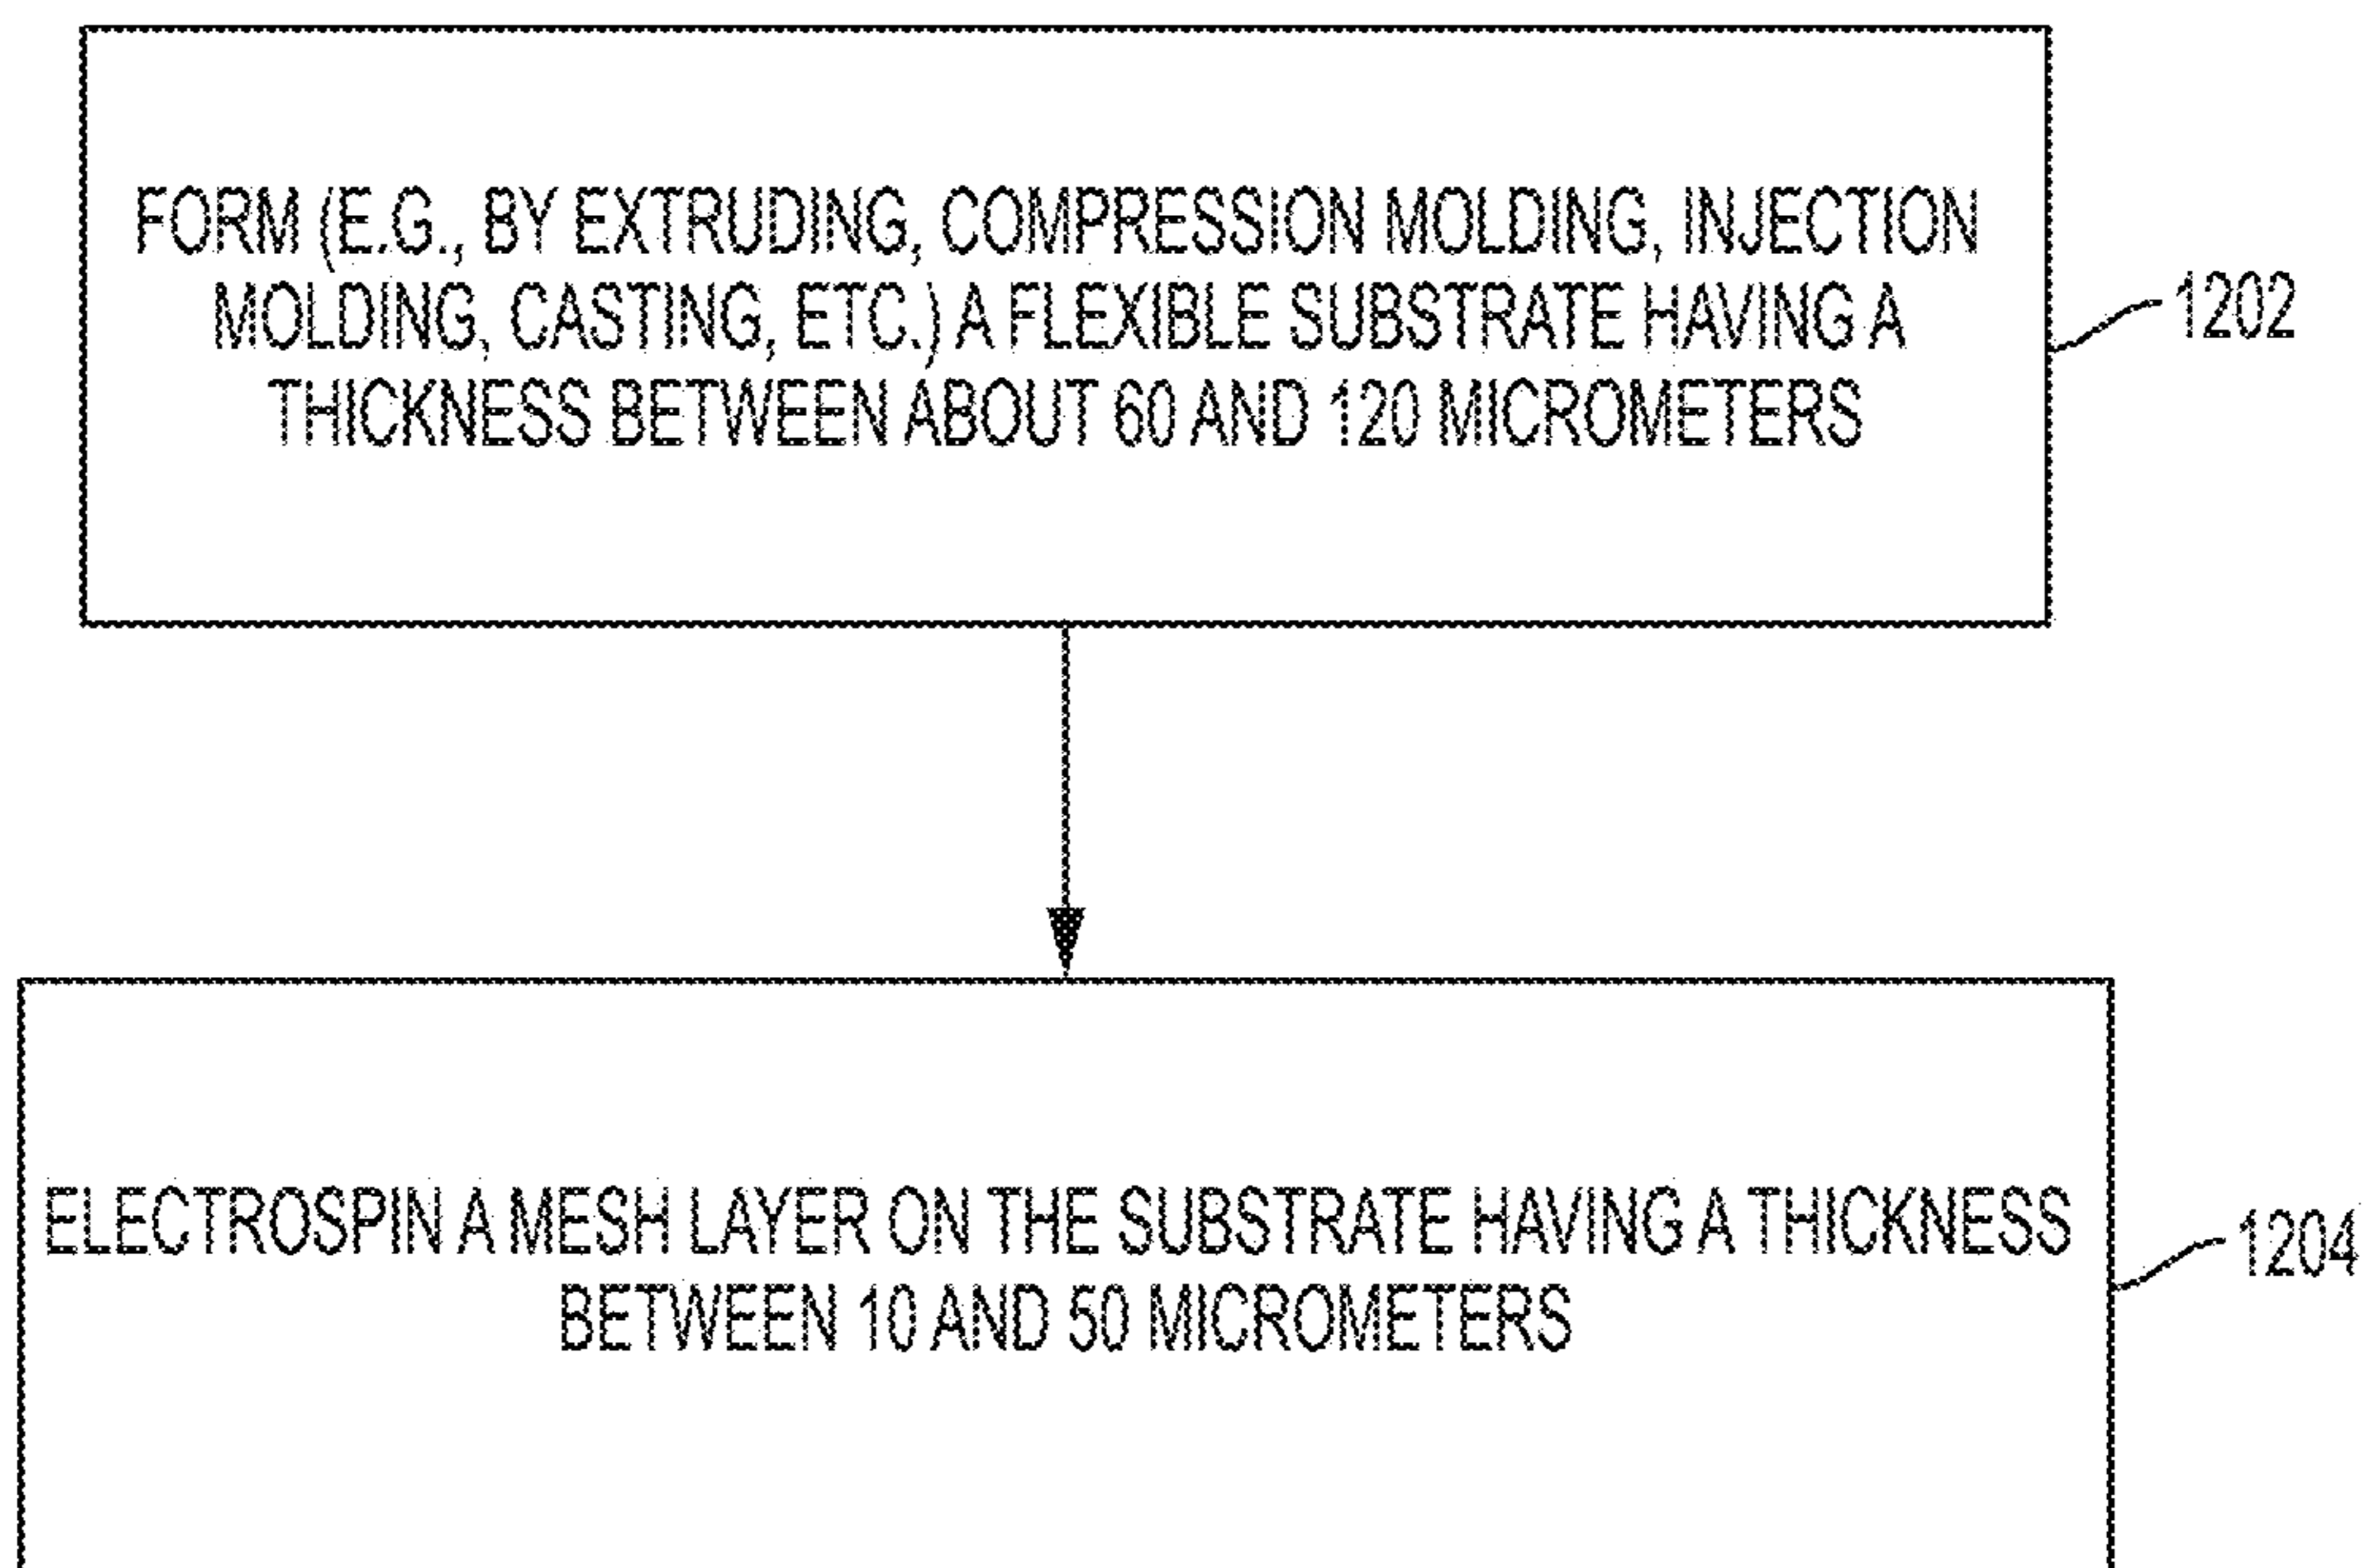 FORM (E.G., BY EXTRUDING, COMPRESSION MOLDING, INJECTION
MOLDING, CASTING, ETC.) A FLEXIBLE SUBSTRATE HAVING A
THICKNESS BETWEEN ABOUT 60 AND 120 MICROMETERS
1202
ELECTROSPIN A MESH LAYER ON THE SUBSTRATE HAVING A THICKNESS
BETWEEN 10 AND 50 MICROMETERS
1204